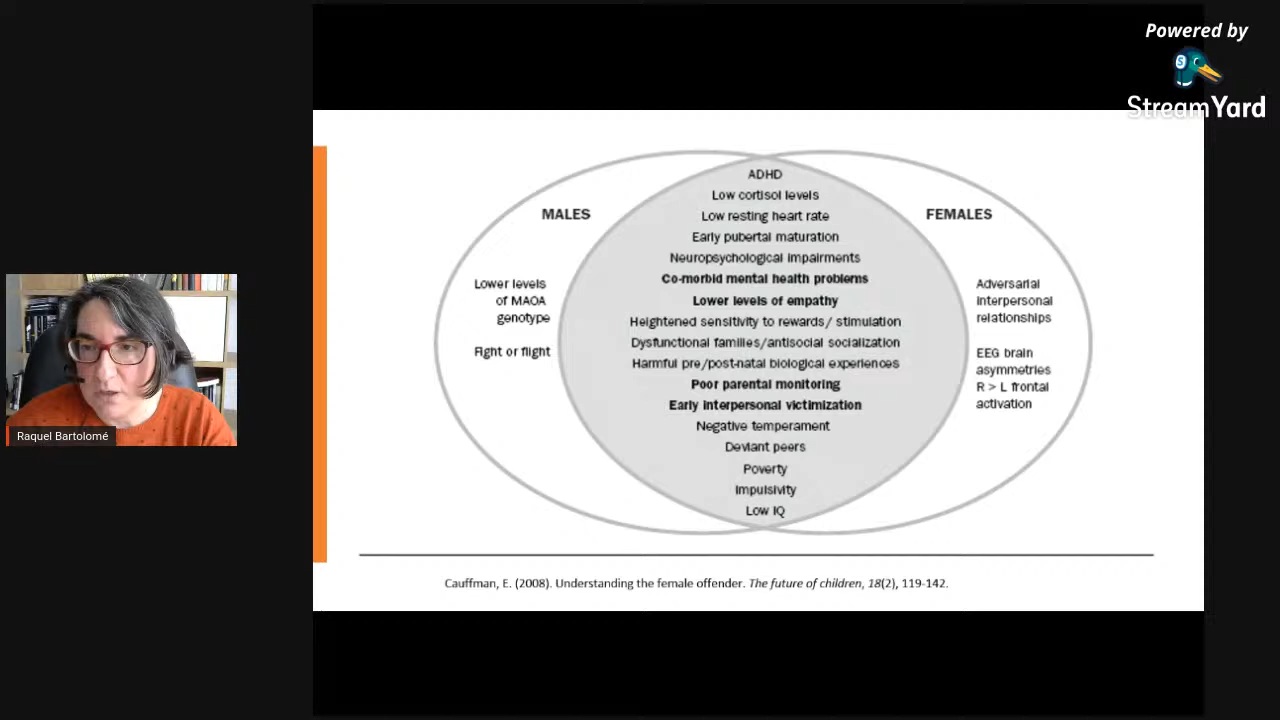 Powered by
StreamYard
MALES
Lower levels
of MAOA
genotype
Fight or flight
ADHD
Low cortisol levels
Low resting heart rate
Early pubertal maturation
Neuropsychological impairments
Co-morbid mental health problems
Lower levels of empathy
Heightened sensitivity to rewards/ stimulation
Dysfunctional families/antisocial socialization
Harmful pre/post-natal biological experiences
Poor parental monitoring
Early interpersonal victimization
Negative temperament
Deviant peers
Poverty
Impulsivity
Low IQ
FEMALES
Adversarial
interpersonal
relationships
EEG brain
asymmetries
R > L frontal
activation
Cauffman, E. (2008). Understanding the female offender. The future of children, 18(2), 119-142.
Raquel Bartolomé